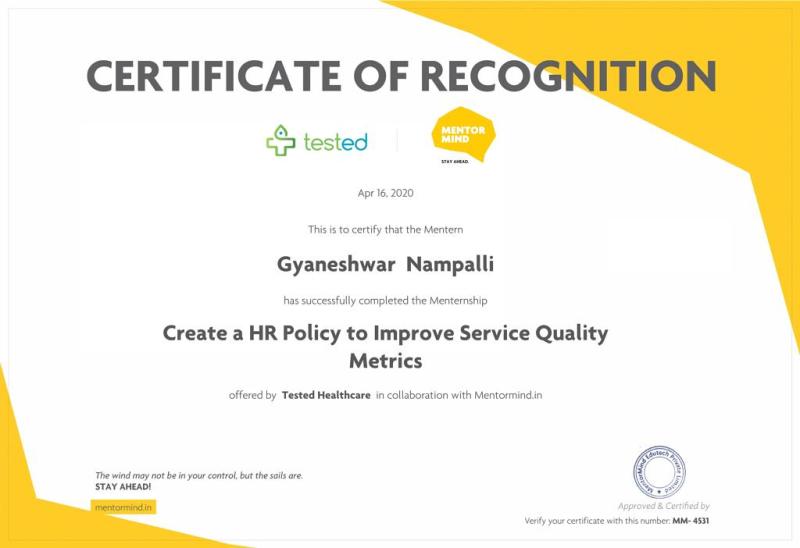 CERTIFICATE OF RECOGNITION
tested
MENTOR
MIND
STAY AHEAD.
Apr 16, 2020
This is to certify that the Mentern
Gyaneshwar Nampalli
has successfully completed the Menternship
Create a HR Policy to Improve Service Quality
Metrics
offered by Tested Healthcare in collaboration with Mentormind.in
The wind may not be in your control, but the sails are.
STAY AHEAD!
mentormind.in
MentorMind Edutech Private Limited
Approved & Certified by
Verify your certificate with this number: MM- 4531